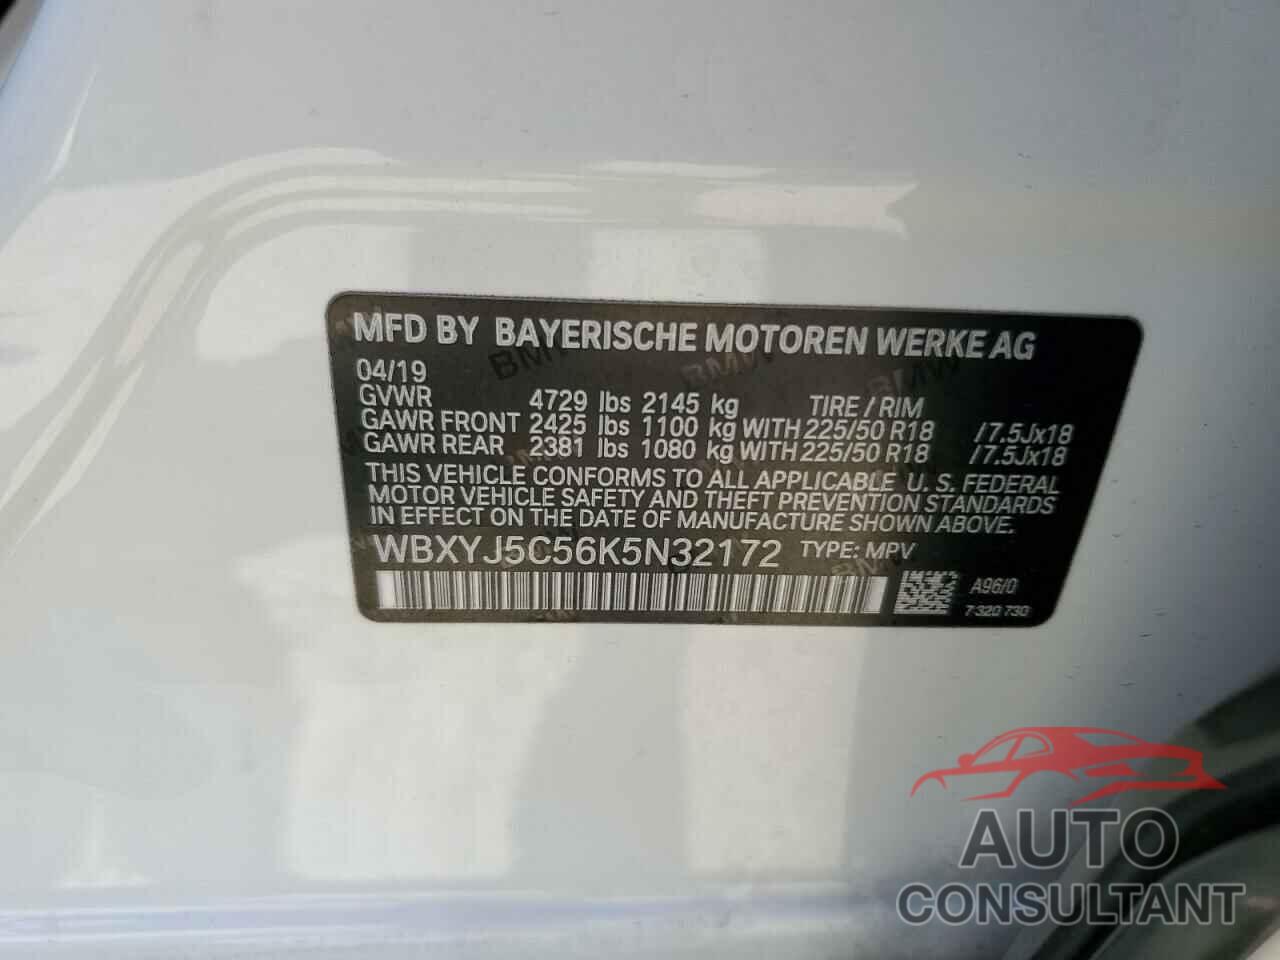 MFD BY BAYERISCHE MOTOREN WERKE AG
04/19
GVWR 4729 lbs 2145 kg TIRE / RIM
GAWR FRONT 2425 lbs 1100 kg WITH 225/50 R18 /7.5Jx18
GAWR REAR 2381 lbs 1080 kg WITH 225/50 R18 /7.5Jx18
THIS VEHICLE CONFORMS TO ALL APPLICABLE U. S. FEDERAL
MOTOR VEHICLE SAFETY AND THEFT PREVENTION STANDARDS
IN EFFECT ON THE DATE OF MANUFACTURE SHOWN ABOVE.
WBXYJ5C56K5N32172 TYPE: MPV
A96/0
7 320 730
AUTO
CONSULTANT